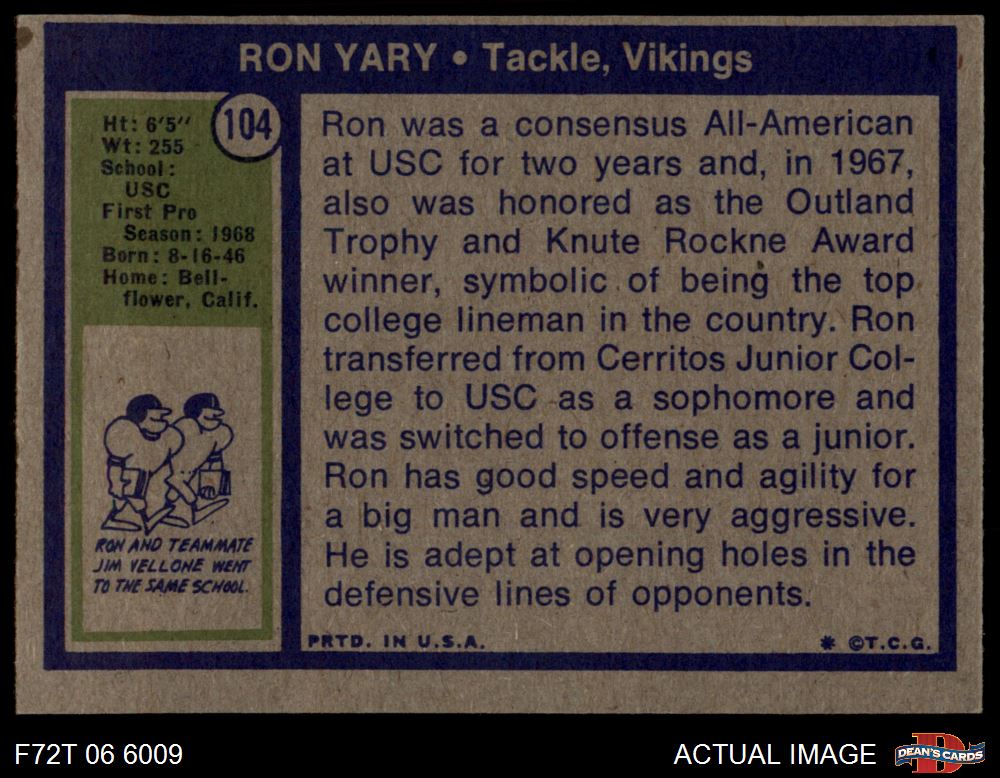 RON YARY • Tackle, Vikings
104
Ht: 6'5"
Wt: 255
School:
USC
First Pro
Season: 1968
Born: 8-16-46
Home: Bell-
flower, Calif.
RON AND TEAMMATE
JIM VELLONE WENT
TO THE SAME SCHOOL.
Ron was a consensus All-American
at USC for two years and, in 1967,
also was honored as the Outland
Trophy and Knute Rockne Award
winner, symbolic of being the top
college lineman in the country. Ron
transferred from Cerritos Junior Col-
lege to USC as a sophomore and
was switched to offense as a junior.
Ron has good speed and agility for
a big man and is very aggressive.
He is adept at opening holes in the
defensive lines of opponents.
PRTD. IN U.S.A.
* ©T.C.G.
F72T 06 6009
ACTUAL IMAGE
DEAN'S CARDS